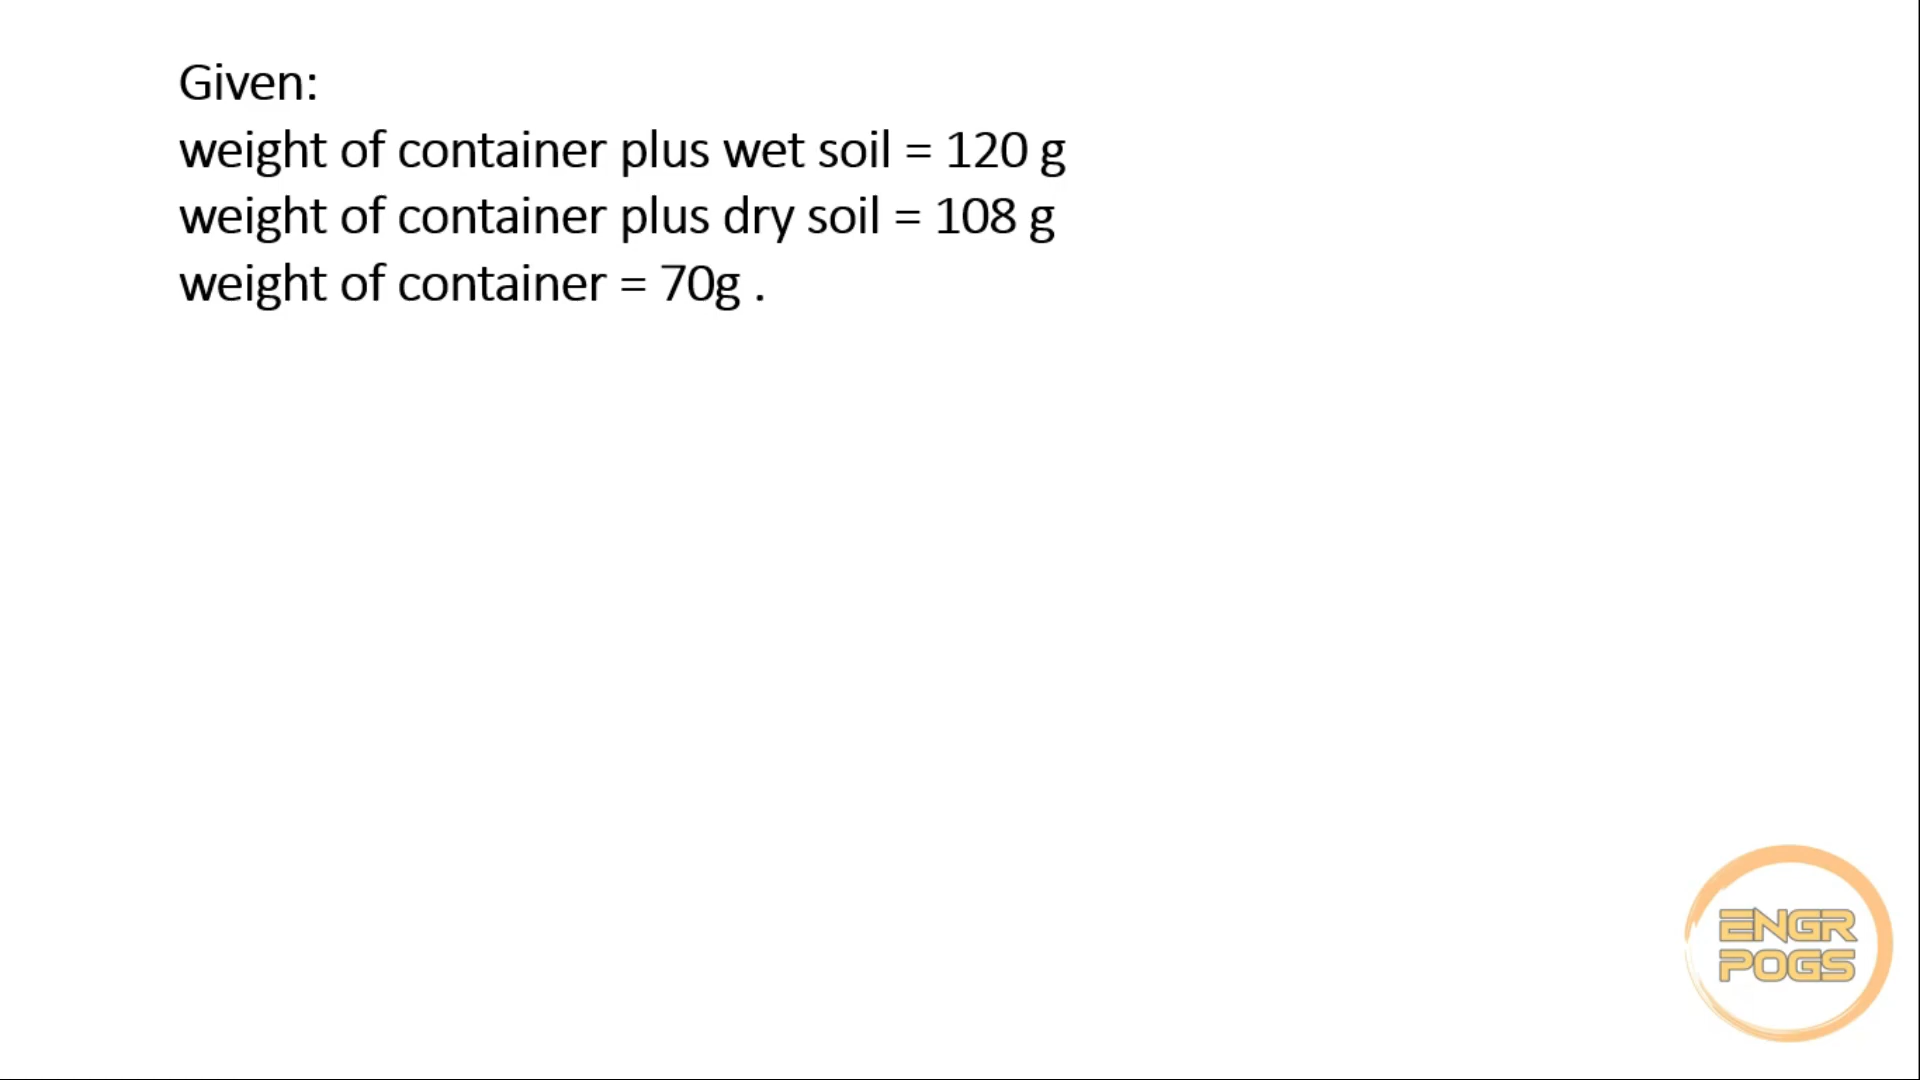 Given:
weight of container plus wet soil = 120 g
weight of container plus dry soil = 108 g
weight of container = 70g .
ENGR
POGS